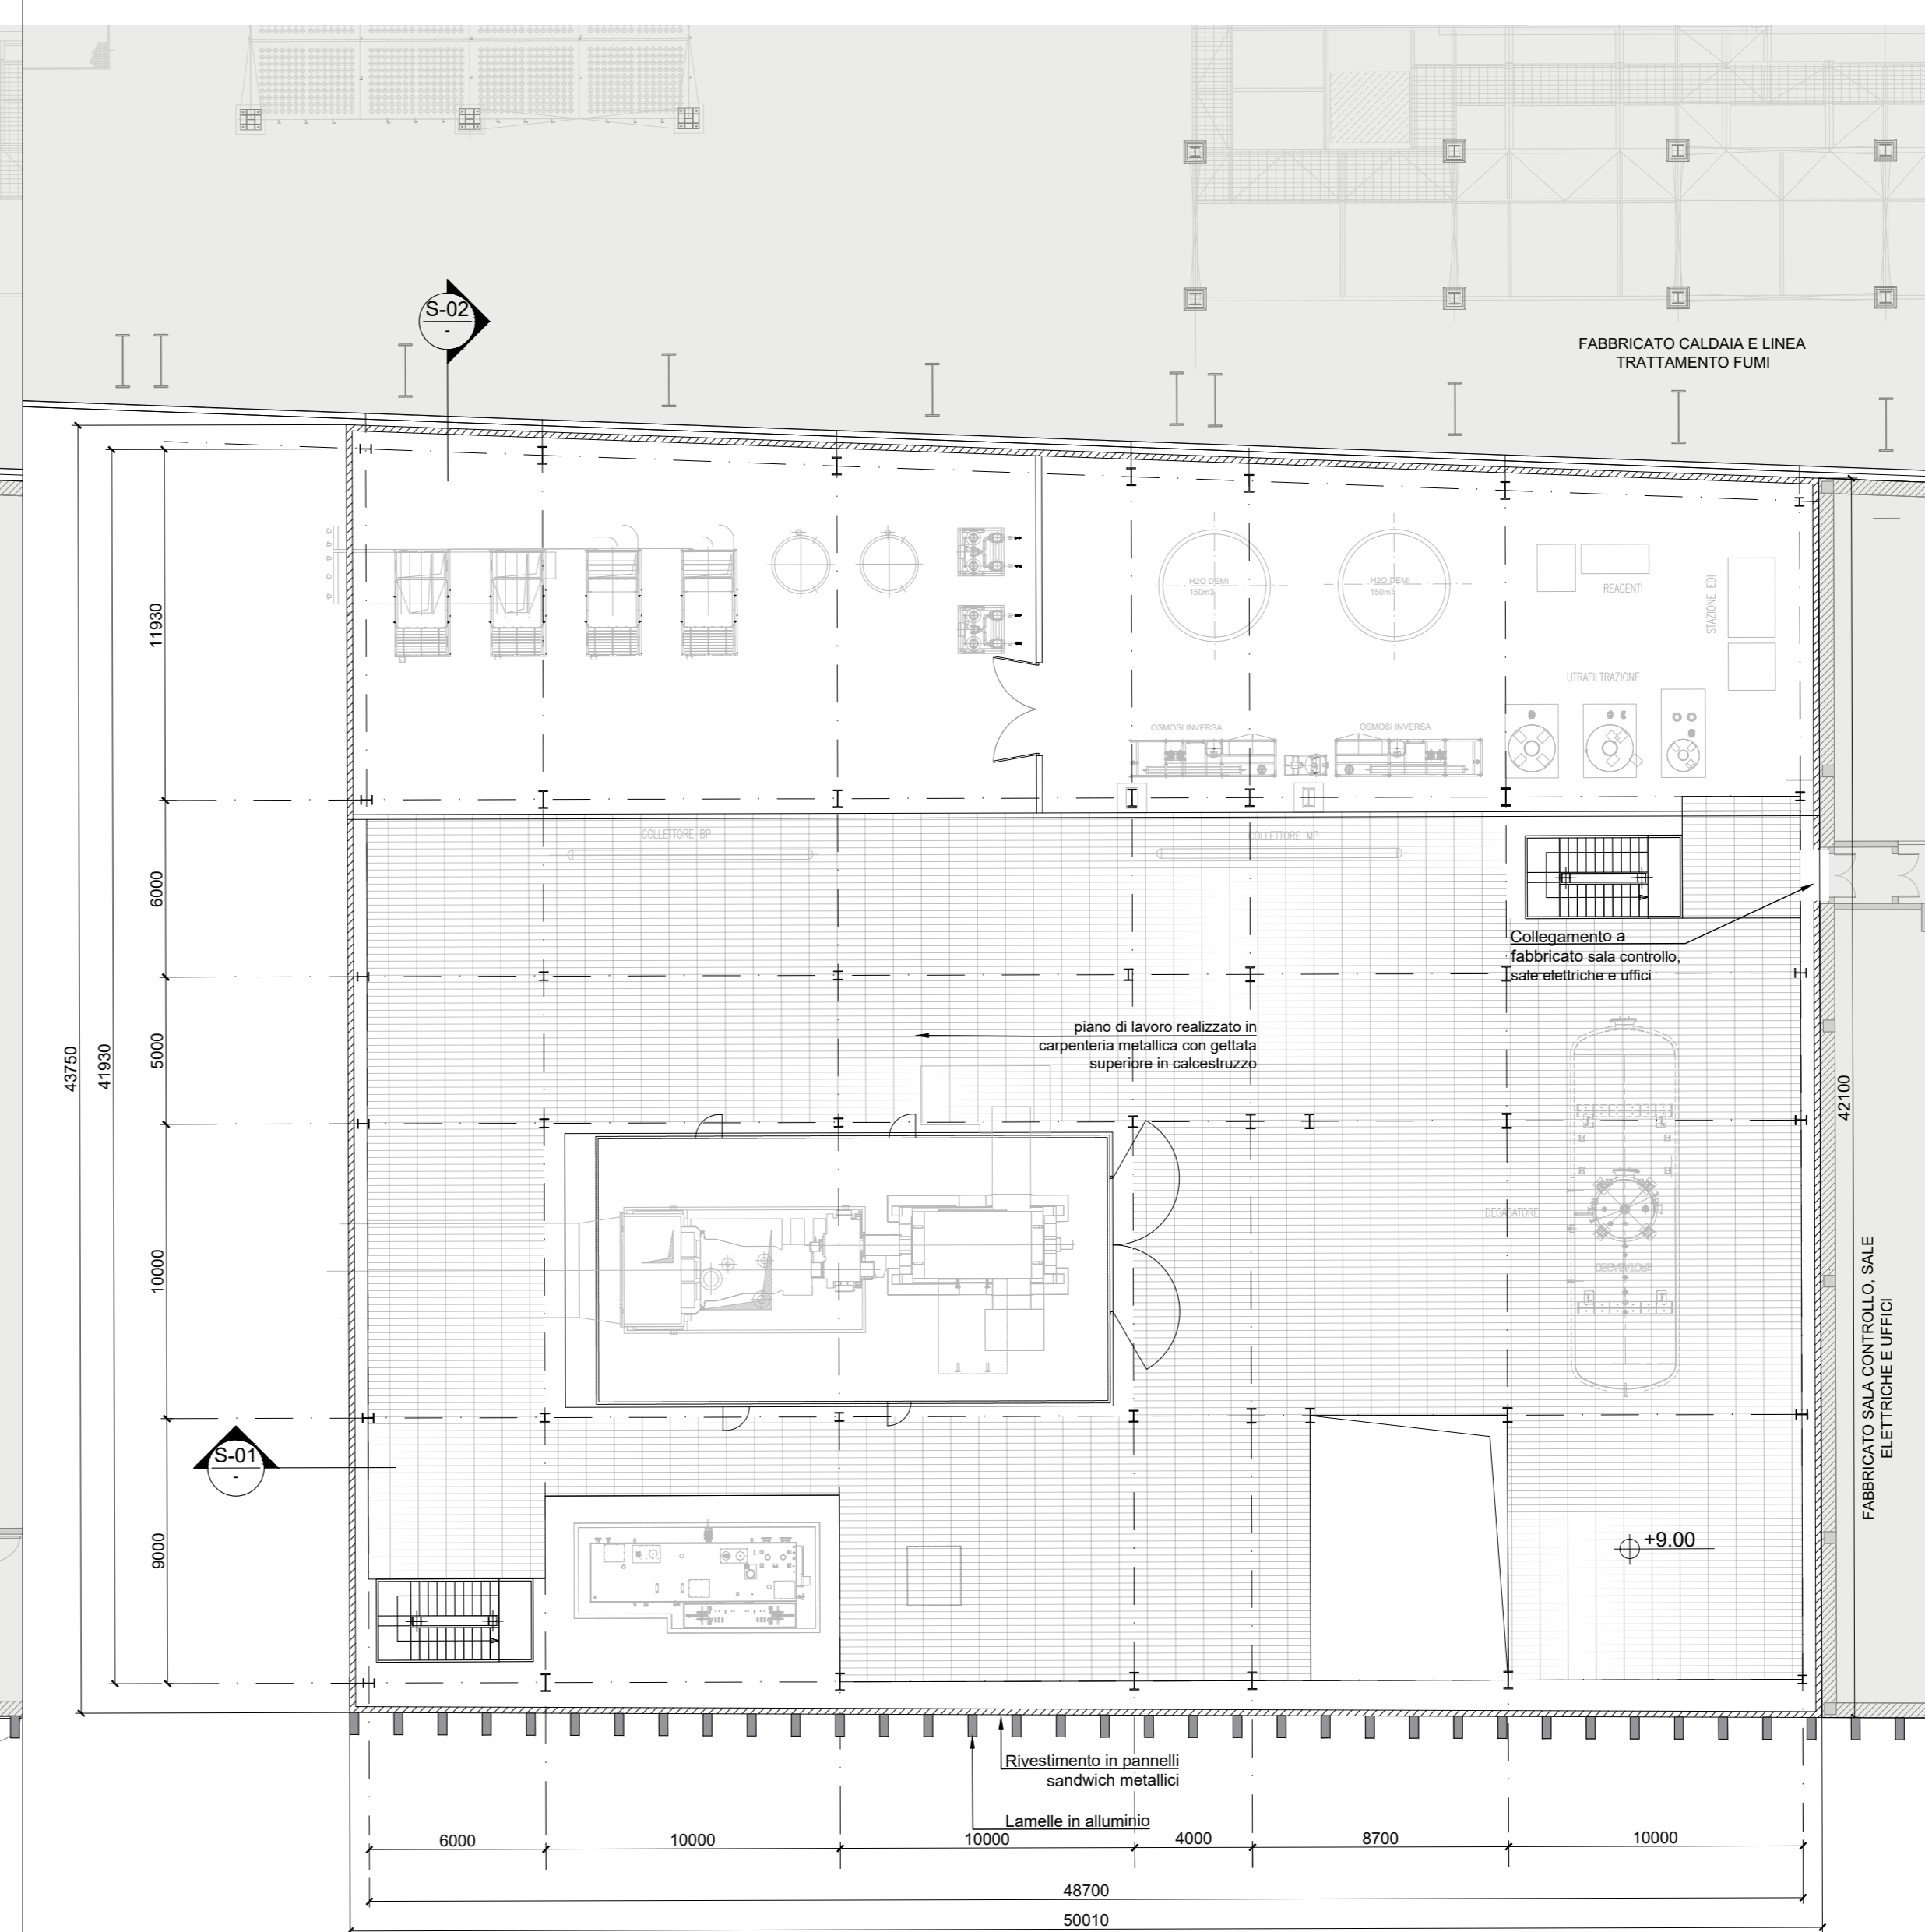 S-02
-
FABBRICATO CALDAIA E LINEA
TRATTAMENTO FUMI
H2O DEMI
150m3
H2O DEMI
150m3
REAGENTI
STAZIONE EDI
UTRAFILTRAZIONE
OSMOSI INVERSA
OSMOSI INVERSA
COLLETTORE BP
COLLETTORE MP
Collegamento a
fabbricato sala controllo,
sale elettriche e uffici
piano di lavoro realizzato in
carpenteria metallica con gettata
superiore in calcestruzzo
43750
41930
11930
6000
5000
10000
9000
42100
DEGASATORE
DEGASATORE
FABBRICATO SALA CONTROLLO, SALE
ELETTRICHE E UFFICI
S-01
-
+9.00
Rivestimento in pannelli
sandwich metallici
Lamelle in alluminio
6000
10000
10000
4000
8700
10000
48700
50010